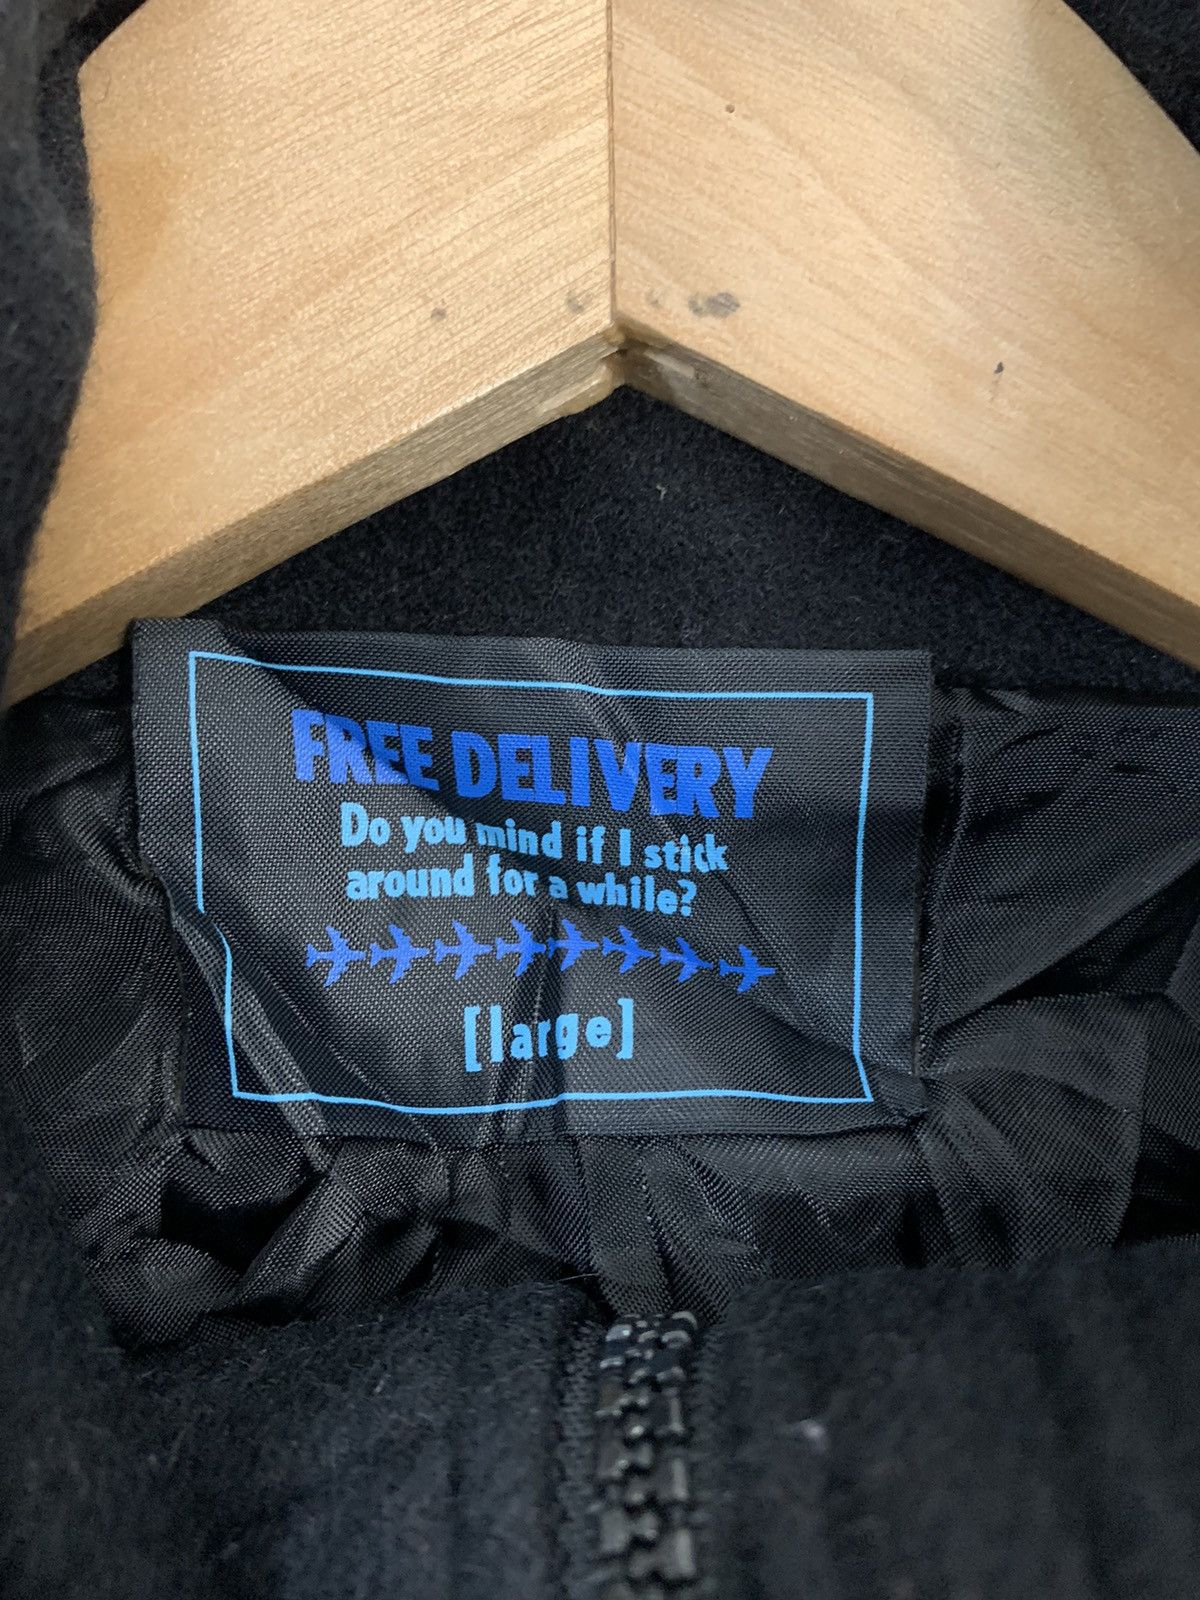 FREE DELIVERY
Do you mind if I stick
around for a while?
[large]